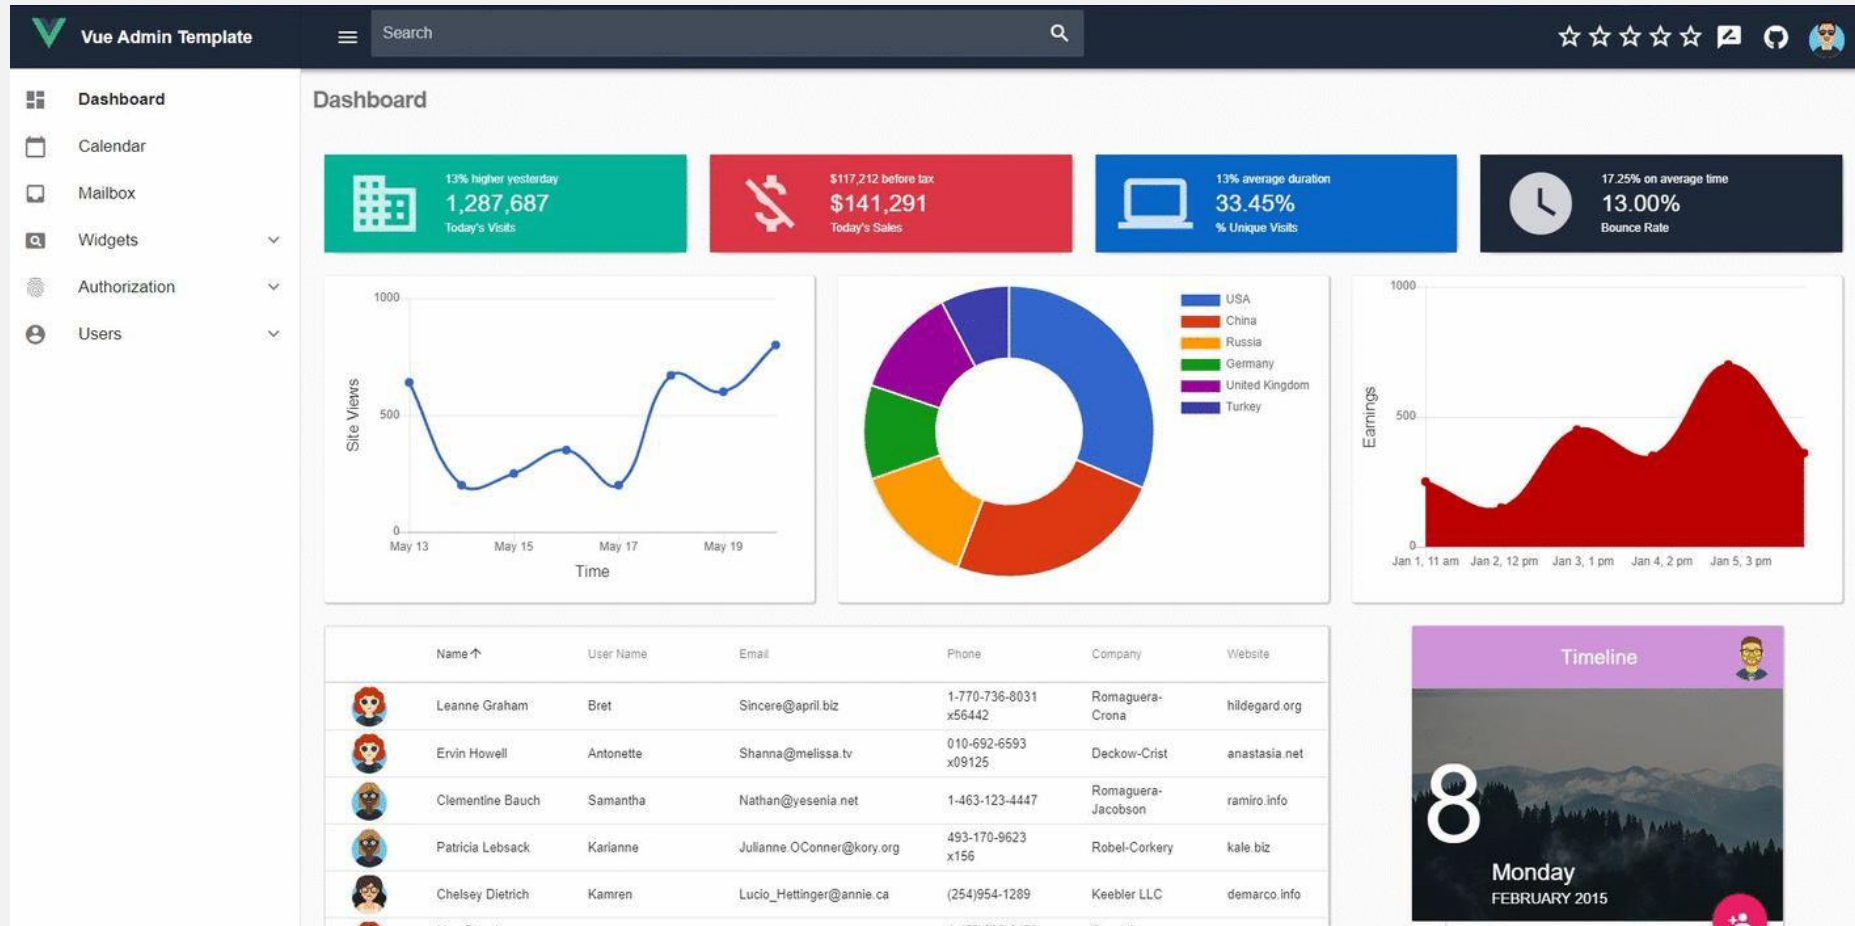 Vue Admin Template
Search
Dashboard
Calendar
Mailbox
Widgets
Authorization
Users
Dashboard
13% higher yesterday
1,287,687
Today's Visits
$117,212 before tax
$141,291
Today's Sales
13% average duration
33.45%
% Unique Visits
17.25% on average time
13.00%
Bounce Rate
1000
500
0
Site Views
May 13 May 15 May 17 May 19
Time
USA
China
Russia
Germany
United Kingdom
Turkey
1000
500
0
Earnings
Jan 1, 11 am Jan 2, 12 pm Jan 3, 1 pm Jan 4, 2 pm Jan 5, 3 pm
Name User Name Email Phone Company Website
Leanne Graham Bret Sincere@april.biz 1-770-736-8031 x56442 Romaguera-Crona hildegard.org
Ervin Howell Antonette Shanna@melissa.tv 010-692-6593 x09125 Deckow-Crist anastasia.net
Clementine Bauch Samantha Nathan@yesenia.net 1-463-123-4447 Romaguera-Jacobson ramiro.info
Patricia Lebsack Karianne Julianne.OConner@kory.org 493-170-9623 x156 Robel-Corkery kale.biz
Chelsey Dietrich Kamren Lucio_Hettinger@annie.ca (254)954-1289 Keebler LLC demarco.info
Timeline
8
Monday
FEBRUARY 2015